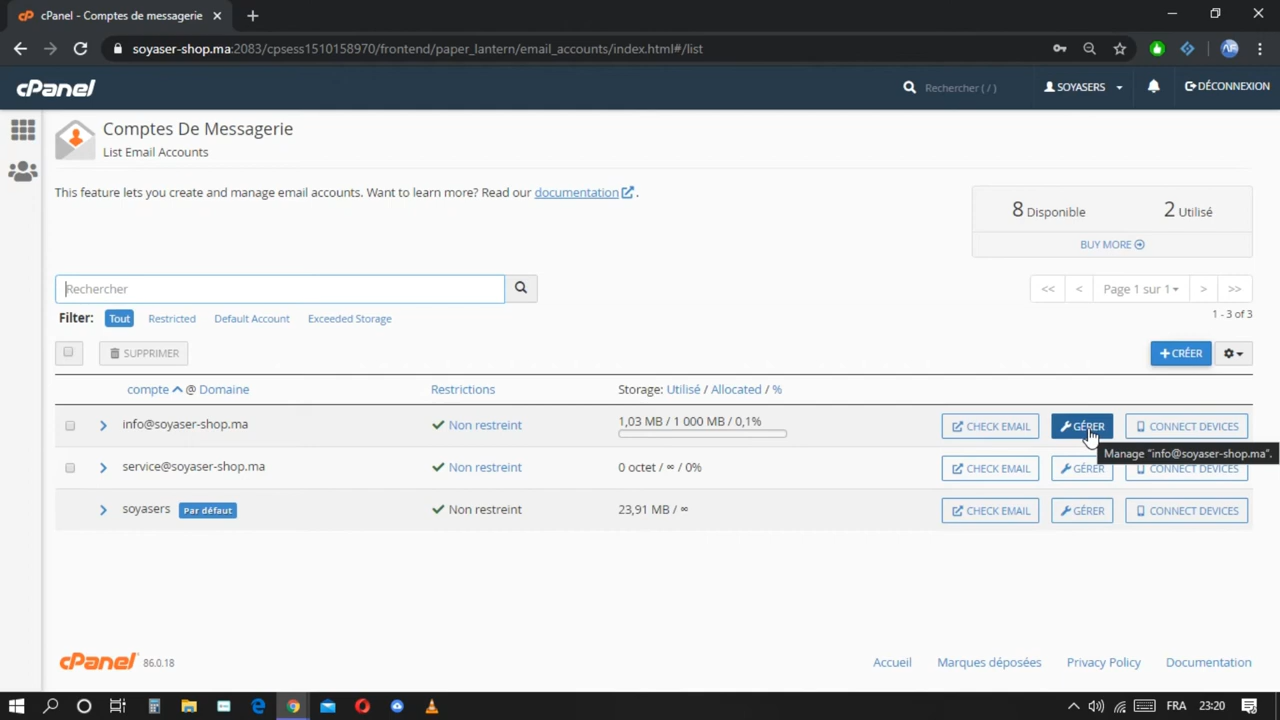 cPanel - Comptes de messagerie
soyaser-shop.ma:2083/cpsess1510158970/frontend/paper_lantern/email_accounts/index.html#/list
cPanel
Rechercher ( / )
SOYASERS
DÉCONNEXION
Comptes De Messagerie
List Email Accounts
This feature lets you create and manage email accounts. Want to learn more? Read our documentation .
8 Disponible 2 Utilisé
BUY MORE
Rechercher
<< < Page 1 sur 1 > >>
1 - 3 of 3
Filter: Tout Restricted Default Account Exceeded Storage
SUPPRIMER
+ CRÉER
compte @ Domaine Restrictions Storage: Utilisé / Allocated / %
info@soyaser-shop.ma Non restreint 1,03 MB / 1 000 MB / 0,1% CHECK EMAIL GÉRER CONNECT DEVICES
Manage "info@soyaser-shop.ma".
service@soyaser-shop.ma Non restreint 0 octet / ∞ / 0% CHECK EMAIL GÉRER CONNECT DEVICES
soyasers Par défaut Non restreint 23,91 MB / ∞ CHECK EMAIL GÉRER CONNECT DEVICES
cPanel 86.0.18 Accueil Marques déposées Privacy Policy Documentation
FRA 23:20